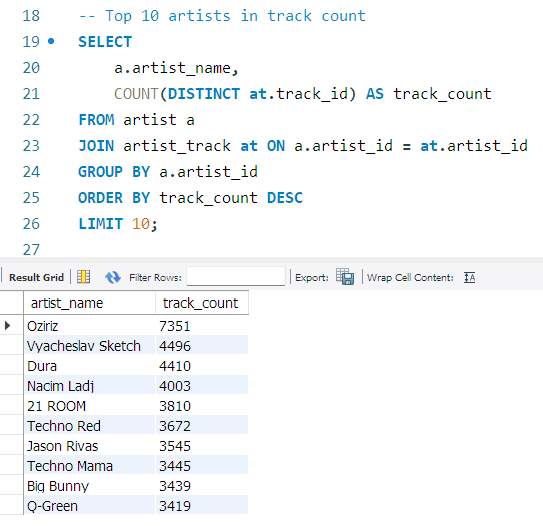 18 -- Top 10 artists in track count
19 SELECT
20 a.artist_name,
21 COUNT(DISTINCT at.track_id) AS track_count
22 FROM artist a
23 JOIN artist_track at ON a.artist_id = at.artist_id
24 GROUP BY a.artist_id
25 ORDER BY track_count DESC
26 LIMIT 10;
27
Result Grid Filter Rows: Export: Wrap Cell Content: IA
artist_name track_count
Oziriz 7351
Vyacheslav Sketch 4496
Dura 4410
Nacim Ladj 4003
21 ROOM 3810
Techno Red 3672
Jason Rivas 3545
Techno Mama 3445
Big Bunny 3439
Q-Green 3419